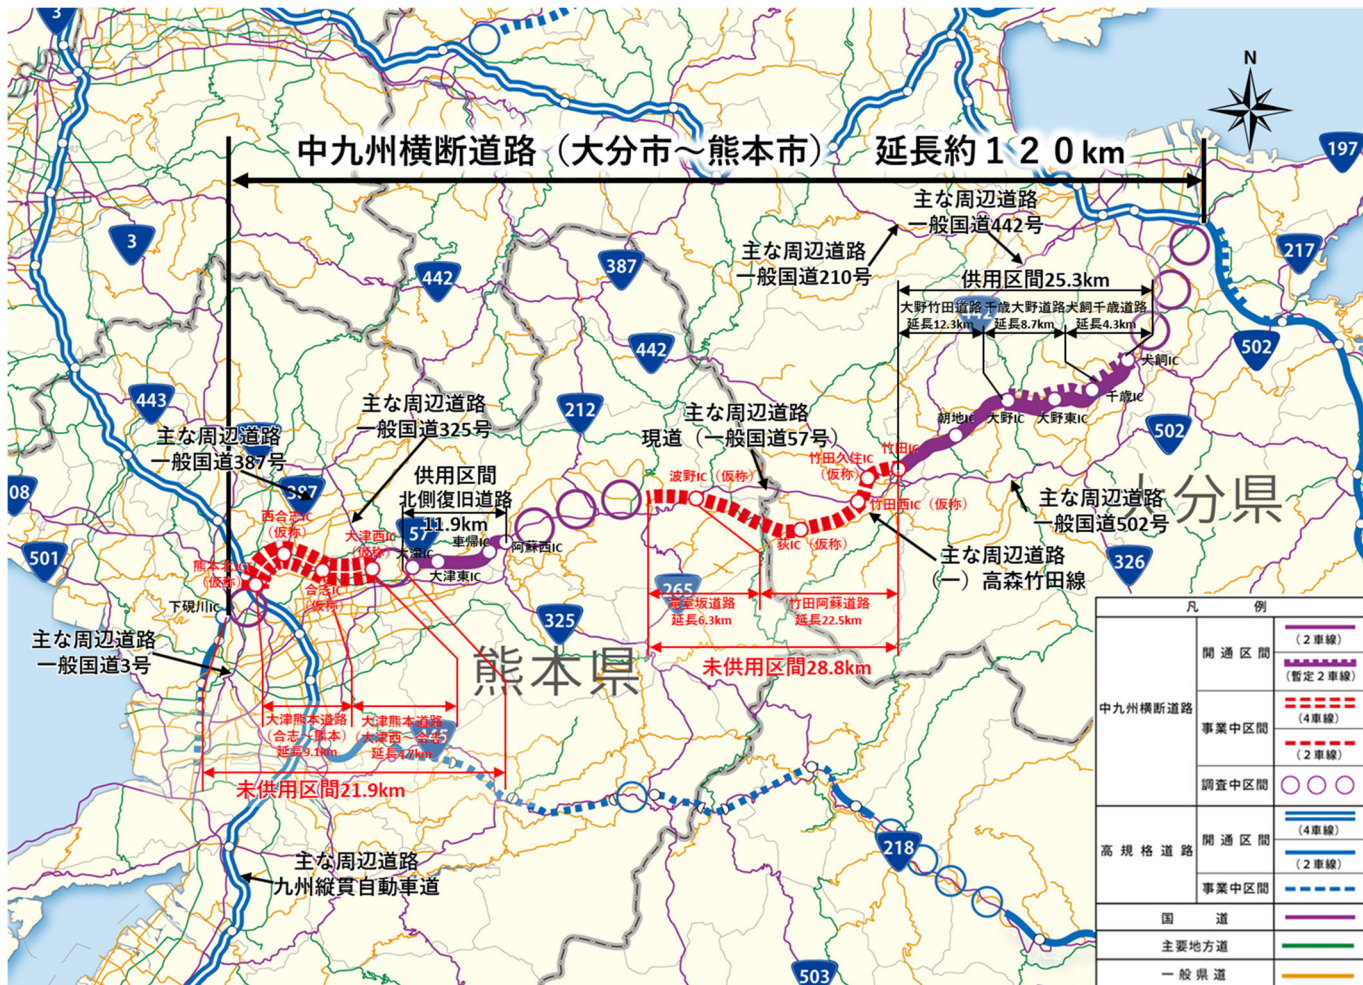 3
中九州横断道路（大分市～熊本市）　延長約１２０km
N
197
3
442
387
主な周辺道路
一般国道442号
主な周辺道路
一般国道210号
217
供用区間25.3km
大野竹田道路
延長12.3km
千歳大野道路
延長8.7km
犬飼千歳道路
延長4.3km
442
502
犬飼IC
千歳IC
大野東IC
大野IC
朝地IC
502
443
主な周辺道路
一般国道387号
387
主な周辺道路
一般国道325号
212
主な周辺道路
現道（一般国道57号）
竹田IC
竹田久住IC
（仮称）
竹田西IC（仮称）
波野IC（仮称）
荻IC（仮称）
供用区間
北側復旧道路
11.9km
57
車帰IC
阿蘇西IC
大津IC
大津東IC
西合志IC
（仮称）
大津西IC
（仮称）
熊本北IC
（仮称）
合志IC
（仮称）
下硯川IC
501
主な周辺道路
一般国道3号
主な周辺道路
一般国道502号
大分県
主な周辺道路
（一）高森竹田線
326
265
滝室坂道路
延長6.3km
竹田阿蘇道路
延長22.5km
未供用区間28.8km
325
熊本県
大津熊本道路
（合志～熊本）
延長9.1km
大津熊本道路
（大津西～合志）
延長4.7km
未供用区間21.9km
主な周辺道路
九州縦貫自動車道
218
503
凡例
中九州横断道路
開通区間
（２車線）
（暫定２車線）
事業中区間
（4車線）
（２車線）
調査中区間
高規格道路
開通区間
（4車線）
（２車線）
事業中区間
国道
主要地方道
一般県道